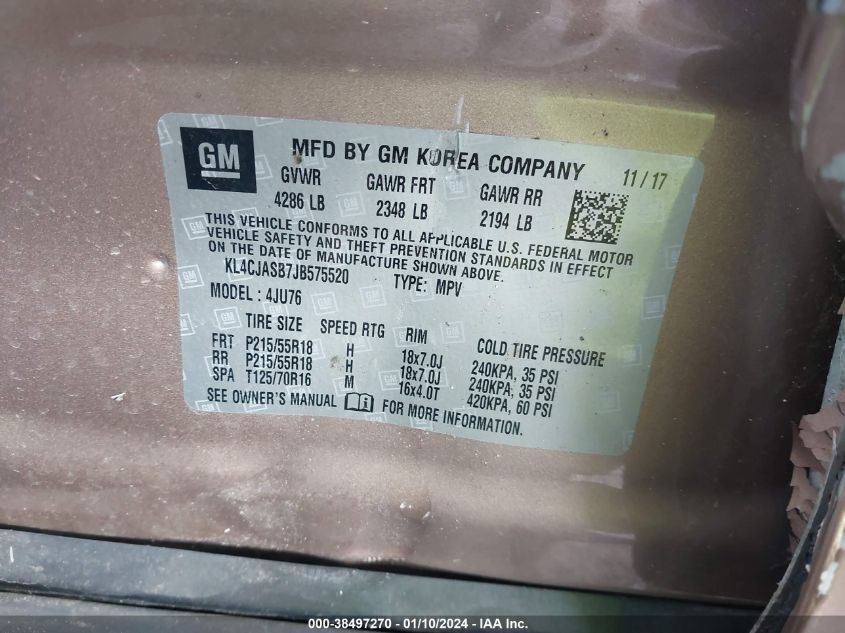 GM
MFD BY GM KOREA COMPANY 11/17
GVWR GAWR FRT GAWR RR
4286 LB 2348 LB 2194 LB
THIS VEHICLE CONFORMS TO ALL APPLICABLE U.S. FEDERAL MOTOR
VEHICLE SAFETY AND THEFT PREVENTION STANDARDS IN EFFECT
ON THE DATE OF MANUFACTURE SHOWN ABOVE.
KL4CJASB7JB575520 TYPE: MPV
MODEL : 4JU76
TIRE SIZE SPEED RTG RIM COLD TIRE PRESSURE
FRT P215/55R18 H 18x7.0J 240KPA, 35 PSI
RR P215/55R18 H 18x7.0J 240KPA, 35 PSI
SPA T125/70R16 M 16x4.0T 420KPA, 60 PSI
SEE OWNER'S MANUAL FOR MORE INFORMATION.
000-38497270 - 01/10/2024 - IAA Inc.